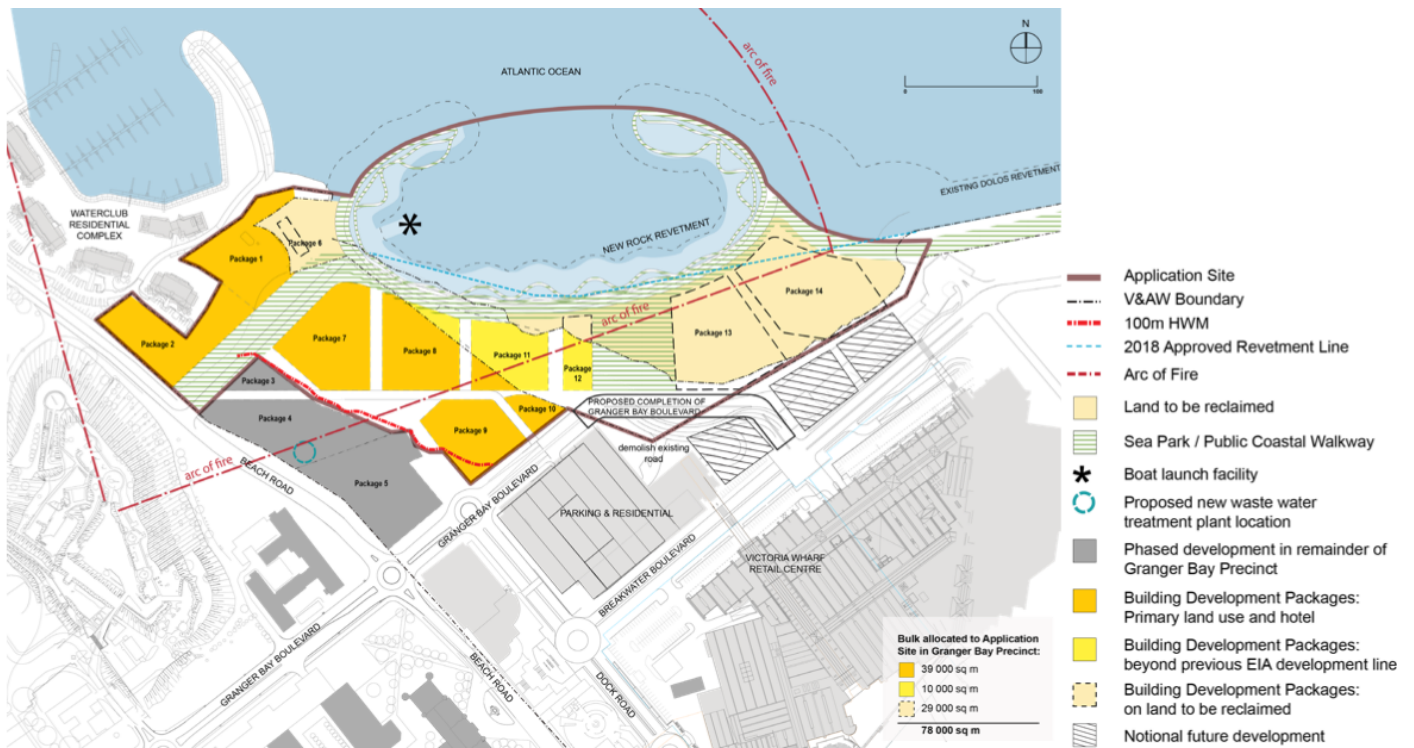 N
ATLANTIC OCEAN
arc of fire
0 100
EXISTING DOLOS REVETMENT
WATERCLUB
RESIDENTIAL
COMPLEX
NEW ROCK REVETMENT
Package 6
Package 1
Package 2
Package 14
Package 13
arc of fire
Package 7
Package 8
Package 11
Package
12
Package 3
Package 4
Package 10
Package 9
Package 5
PROPOSED COMPLETION OF
GRANGER BAY BOULEVARD
demolish existing
road
arc of fire
BEACH ROAD
GRANGER BAY BOULEVARD
PARKING & RESIDENTIAL
VICTORIA WHARF
RETAIL CENTRE
BREAKWATER BOULEVARD
GRANGER BAY BOULEVARD
BEACH ROAD
DOCK ROAD
Bulk allocated to Application
Site in Granger Bay Precinct:
39 000 sq m
10 000 sq m
29 000 sq m
78 000 sq m
Application Site
V&AW Boundary
100m HWM
2018 Approved Revetment Line
Arc of Fire
Land to be reclaimed
Sea Park / Public Coastal Walkway
Boat launch facility
Proposed new waste water
treatment plant location
Phased development in remainder of
Granger Bay Precinct
Building Development Packages:
Primary land use and hotel
Building Development Packages:
beyond previous EIA development line
Building Development Packages:
on land to be reclaimed
Notional future development